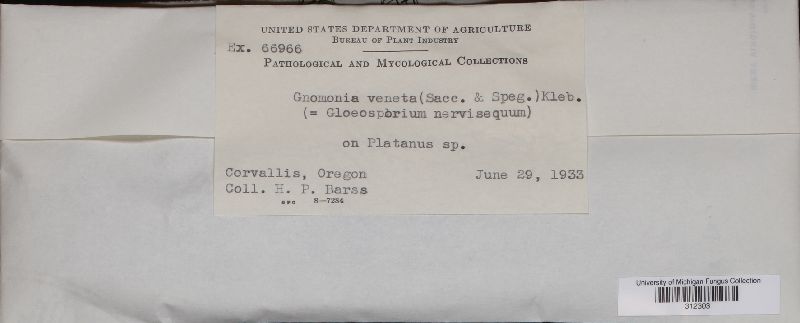 UNITED STATES DEPARTMENT OF AGRICULTURE
BUREAU OF PLANT INDUSTRY
Ex. 66966
PATHOLOGICAL AND MYCOLOGICAL COLLECTIONS
Gnomonia veneta(Sacc. & Speg.)Kleb.
(= Gloeosporium nervisequum)
on Platanus sp.
Corvallis, Oregon June 29, 1933
Coll. H. P. Barss
GPO 8—7284
University of Michigan Fungus Collection
312303